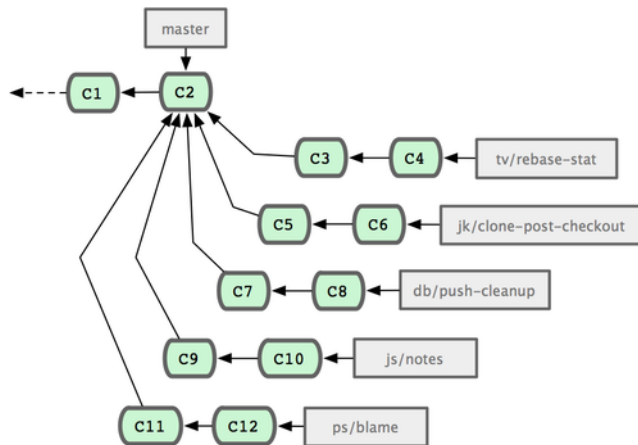 master
C1
C2
C3
C4
tv/rebase-stat
C5
C6
jk/clone-post-checkout
C7
C8
db/push-cleanup
C9
C10
js/notes
C11
C12
ps/blame